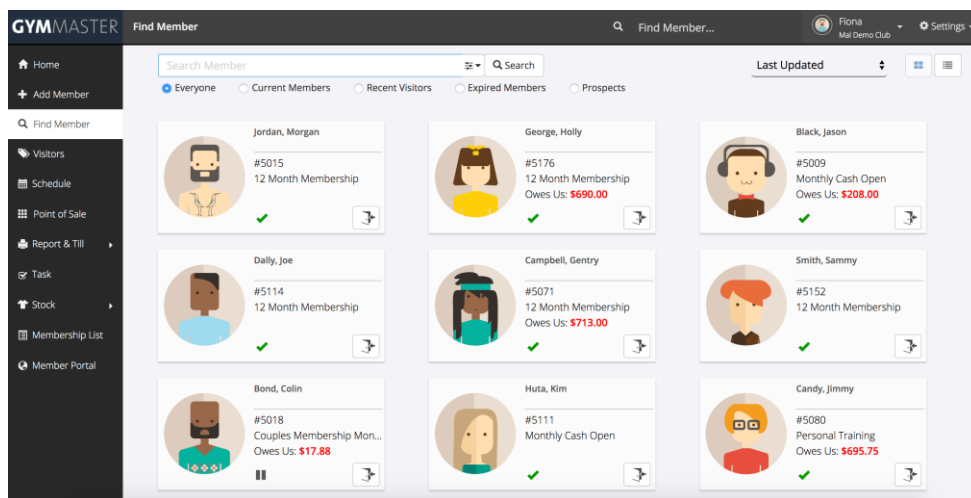 GYMMASTER
Find Member
Find Member...
Fiona
Mal Demo Club
Settings
Home
Add Member
Find Member
Visitors
Schedule
Point of Sale
Report & Till
Task
Stock
Membership List
Member Portal
Search Member
Search
Last Updated
Everyone Current Members Recent Visitors Expired Members Prospects
Jordan, Morgan
#5015
12 Month Membership
George, Holly
#5176
12 Month Membership
Owes Us: $690.00
Black, Jason
#5009
Monthly Cash Open
Owes Us: $208.00
Dally, Joe
#5114
12 Month Membership
Campbell, Gentry
#5071
12 Month Membership
Owes Us: $713.00
Smith, Sammy
#5152
12 Month Membership
Bond, Colin
#5018
Couples Membership Mon...
Owes Us: $17.88
Huta, Kim
#5111
Monthly Cash Open
Candy, Jimmy
#5080
Personal Training
Owes Us: $695.75